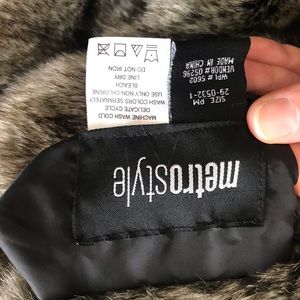 MACHINE WASH COLD
DELICATE CYCLE
WASH COLORS SEPARATELY
USE ONLY NON CHLORINE
BLEACH
LINE DRY
DO NOT IRON
SIZE PM
29-0532-1
VENDOR# 05296
WPL# 5602
MADE IN CHINA
metrostyle